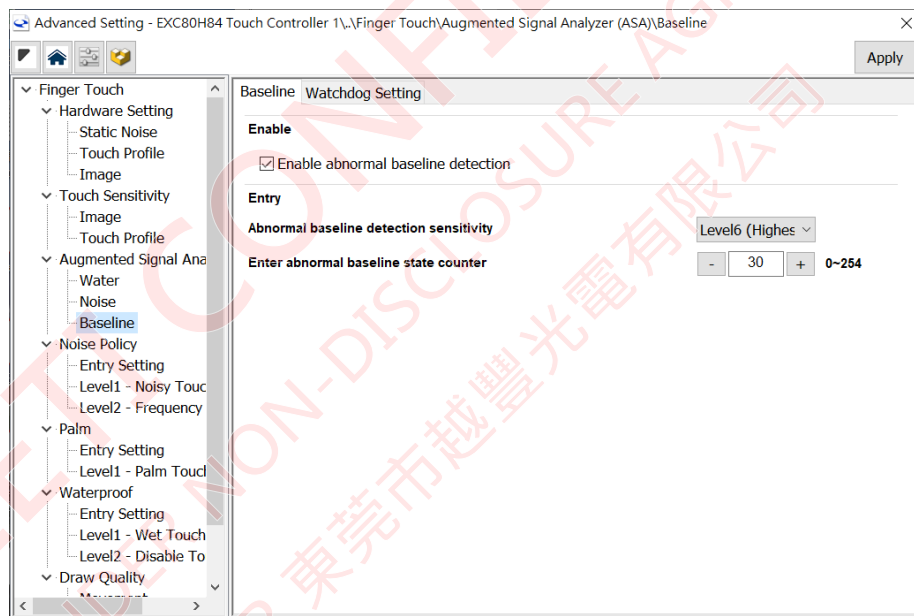 Advanced Setting - EXC80H84 Touch Controller 1\..\Finger Touch\Augmented Signal Analyzer (ASA)\Baseline
Apply
Finger Touch
Hardware Setting
Static Noise
Touch Profile
Image
Touch Sensitivity
Image
Touch Profile
Augmented Signal Ana
Water
Noise
Baseline
Noise Policy
Entry Setting
Level1 - Noisy Touc
Level2 - Frequency
Palm
Entry Setting
Level1 - Palm Touch
Waterproof
Entry Setting
Level1 - Wet Touch
Level2 - Disable To
Draw Quality
Movement
Baseline Watchdog Setting
Enable
Enable abnormal baseline detection
Entry
Abnormal baseline detection sensitivity Level6 (Highes
Enter abnormal baseline state counter - 30 + 0~254
EETI CONFI
NON-DISCLOSURE AG
東莞市越豐光電有限公司